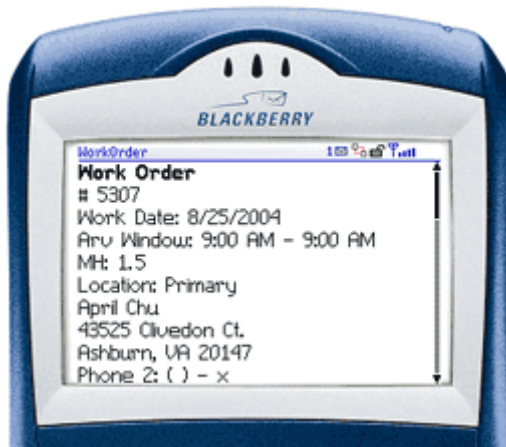 BLACKBERRY
WorkOrder 1
Work Order
# 5307
Work Date: 8/25/2004
Arv Window: 9:00 AM - 9:00 AM
MH: 1.5
Location: Primary
April Chu
43525 Clivedon Ct.
Ashburn, VA 20147
Phone 2: ( ) - x